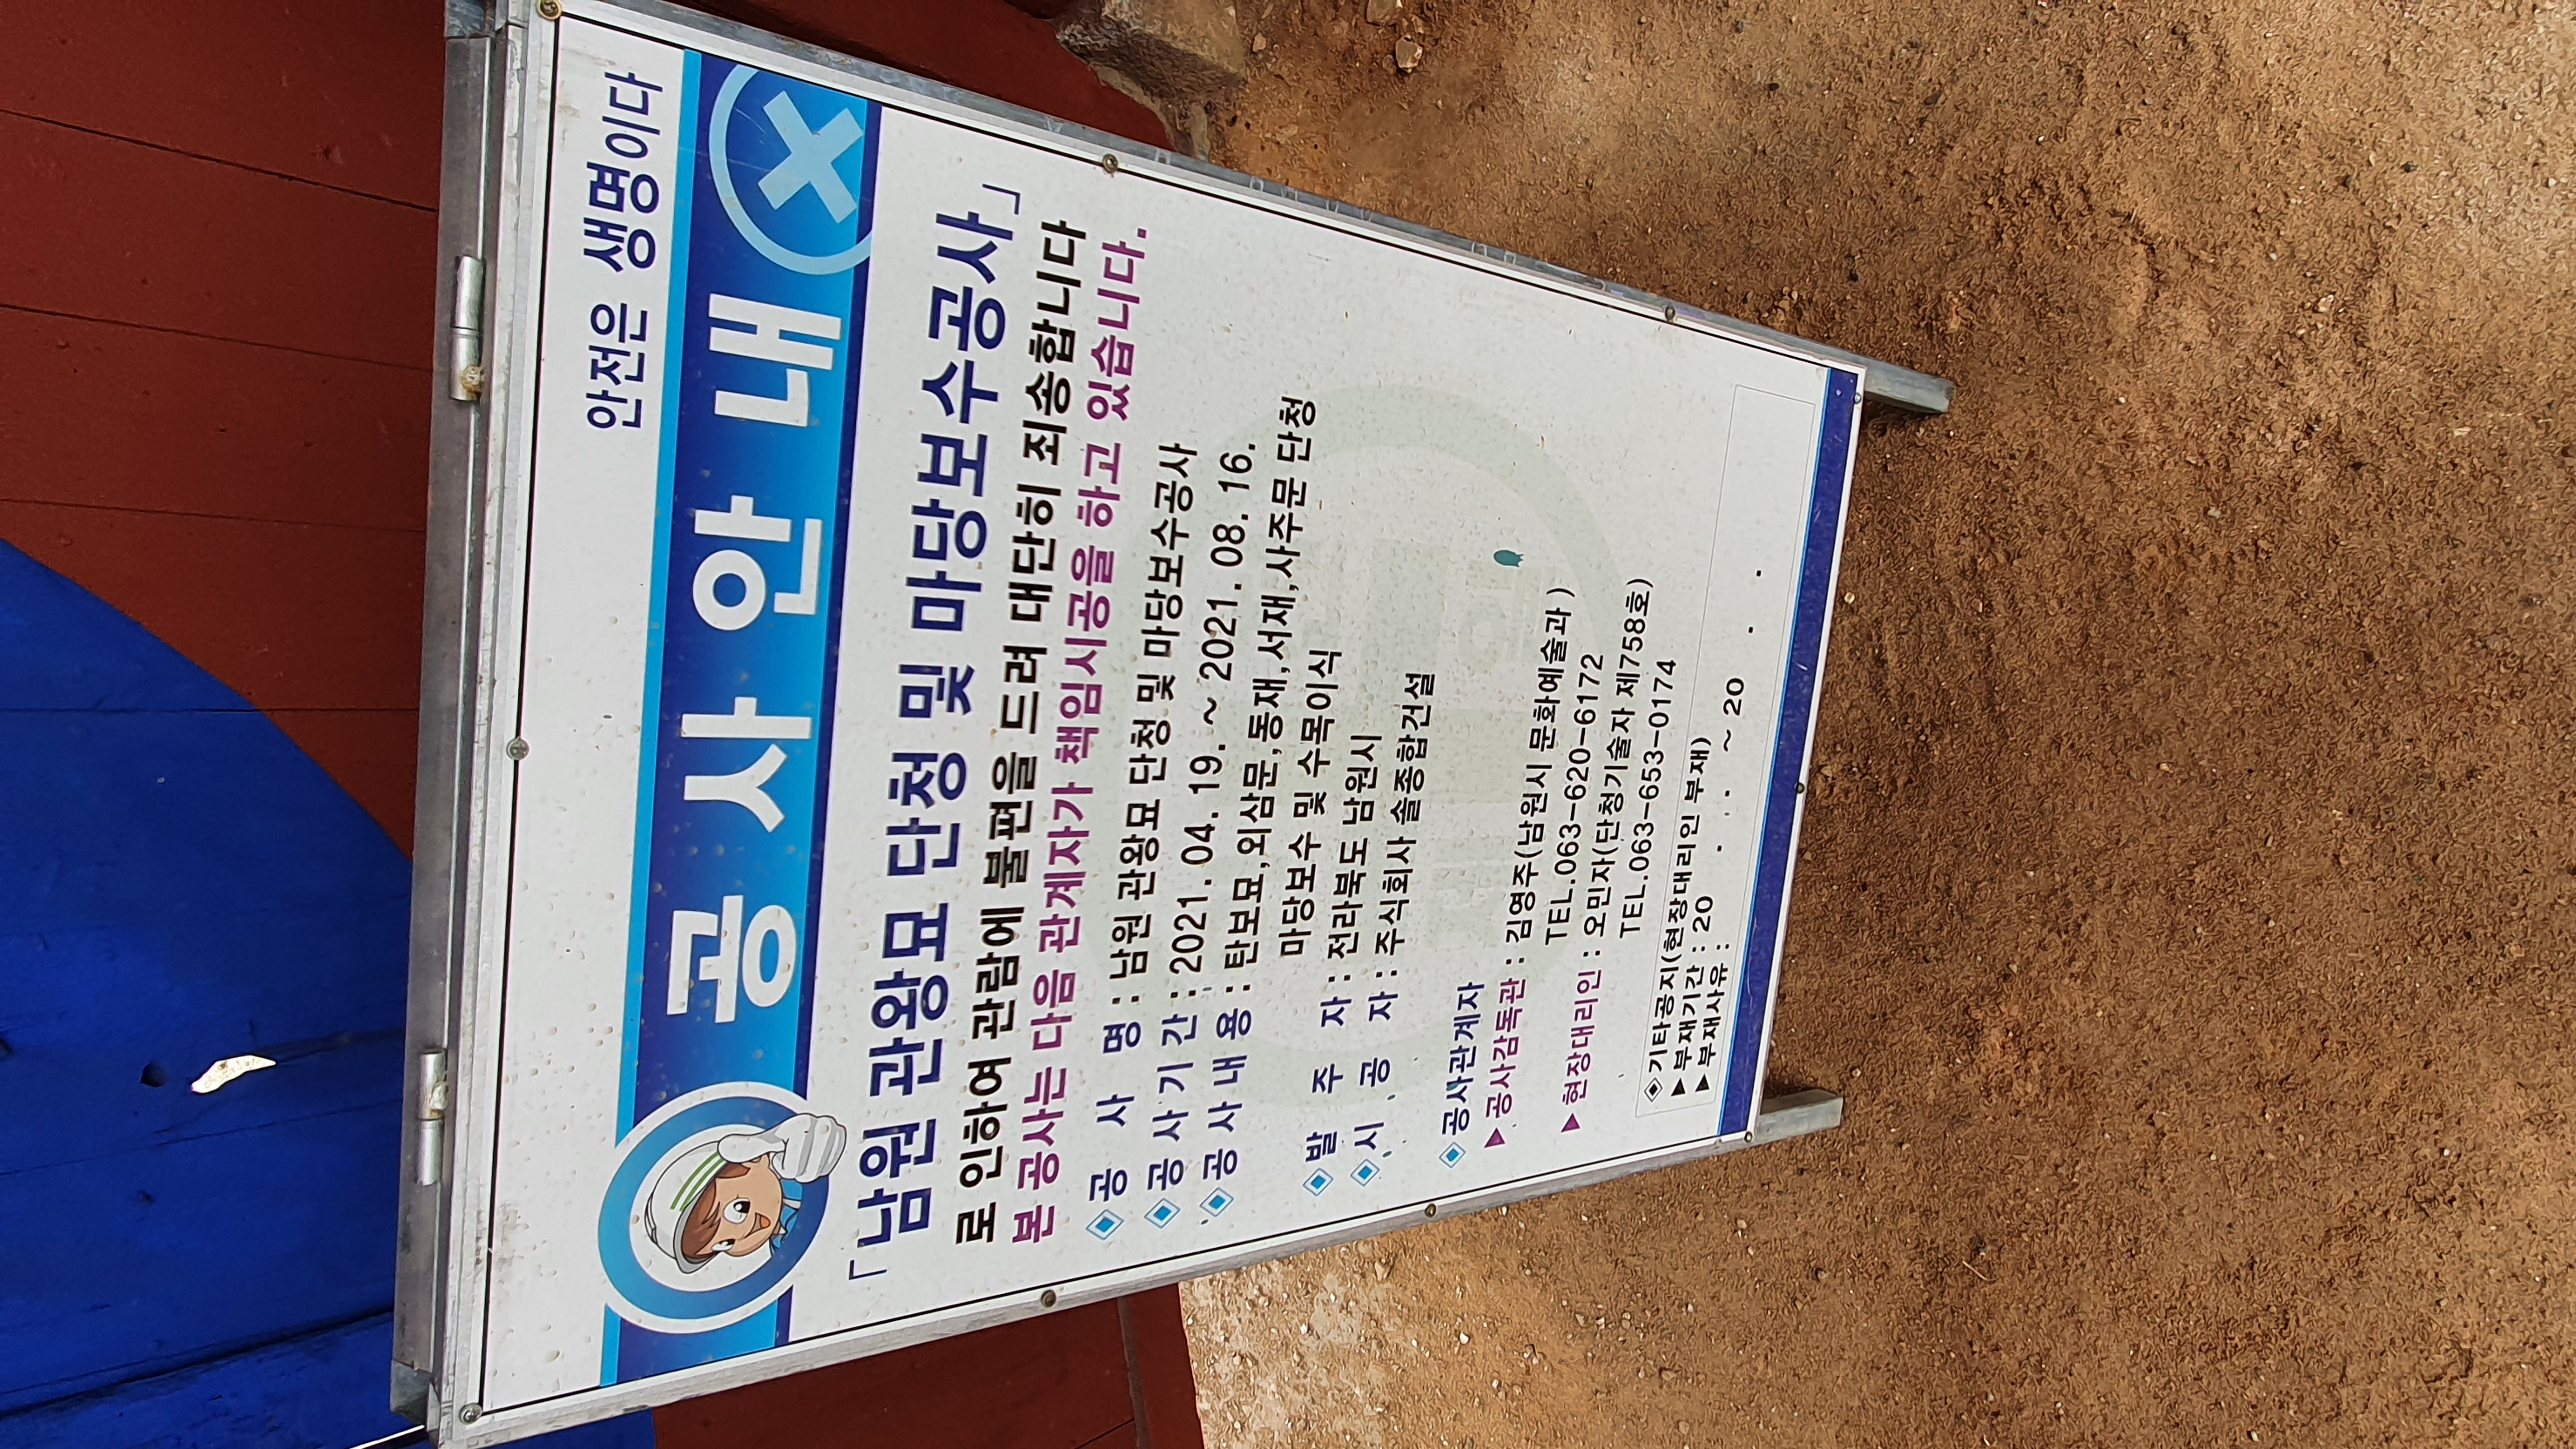 안전은 생명이다
공사안내
「남원 관왕묘 단청 및 마당보수공사」
로 인하여 관람에 불편을 드려 대단히 죄송합니다
본 공사는 다음 관계자가 책임시공을 하고 있습니다.
◈ 공 사 명 : 남원 관왕묘 단청 및 마당보수공사
◈ 공사기간 : 2021. 04. 19. ~ 2021. 08. 16.
◈ 공사내용 : 탄보묘,외삼문,동재,서재,사주문 단청
마당보수 및 수목이식
◈ 발 주 자 : 전라북도 남원시
◈ 시 공 자 : 주식회사 솔종합건설
◈ 공사관계자
▶ 공사감독관 : 김영주(남원시 문화예술과 )
TEL.063-620-6172
▶ 현장대리인 : 오민자(단청기술자 제758호)
TEL.063-653-0174
◈기타공지(현장대리인 부재)
▶부재기간 : 20 . . . ~ 20 . . .
▶부재사유 :